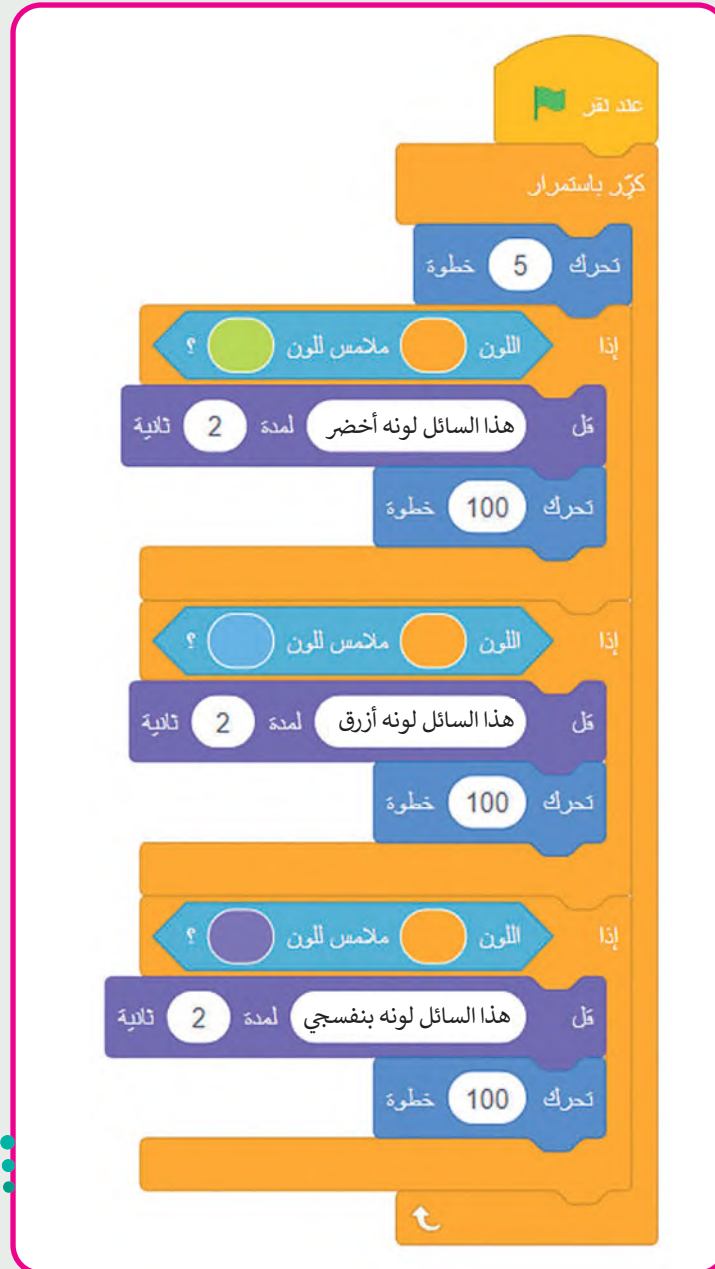 عند نقر
كرّر باستمرار
تحرك 5 خطوة
إذا اللون ملامس للون ؟
قل هذا السائل لونه أخضر لمدة 2 ثانية
تحرك 100 خطوة
إذا اللون ملامس للون ؟
قل هذا السائل لونه أزرق لمدة 2 ثانية
تحرك 100 خطوة
إذا اللون ملامس للون ؟
قل هذا السائل لونه بنفسجي لمدة 2 ثانية
تحرك 100 خطوة